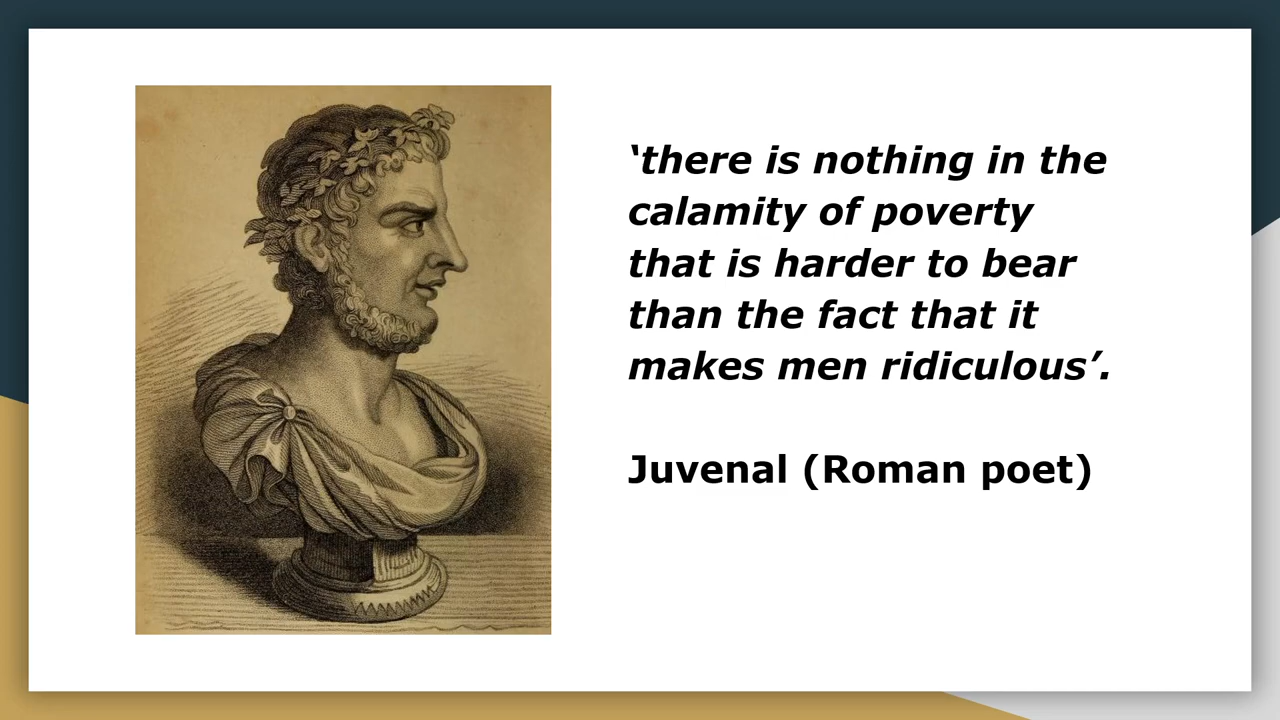 ‘there is nothing in the
calamity of poverty
that is harder to bear
than the fact that it
makes men ridiculous’.
Juvenal (Roman poet)